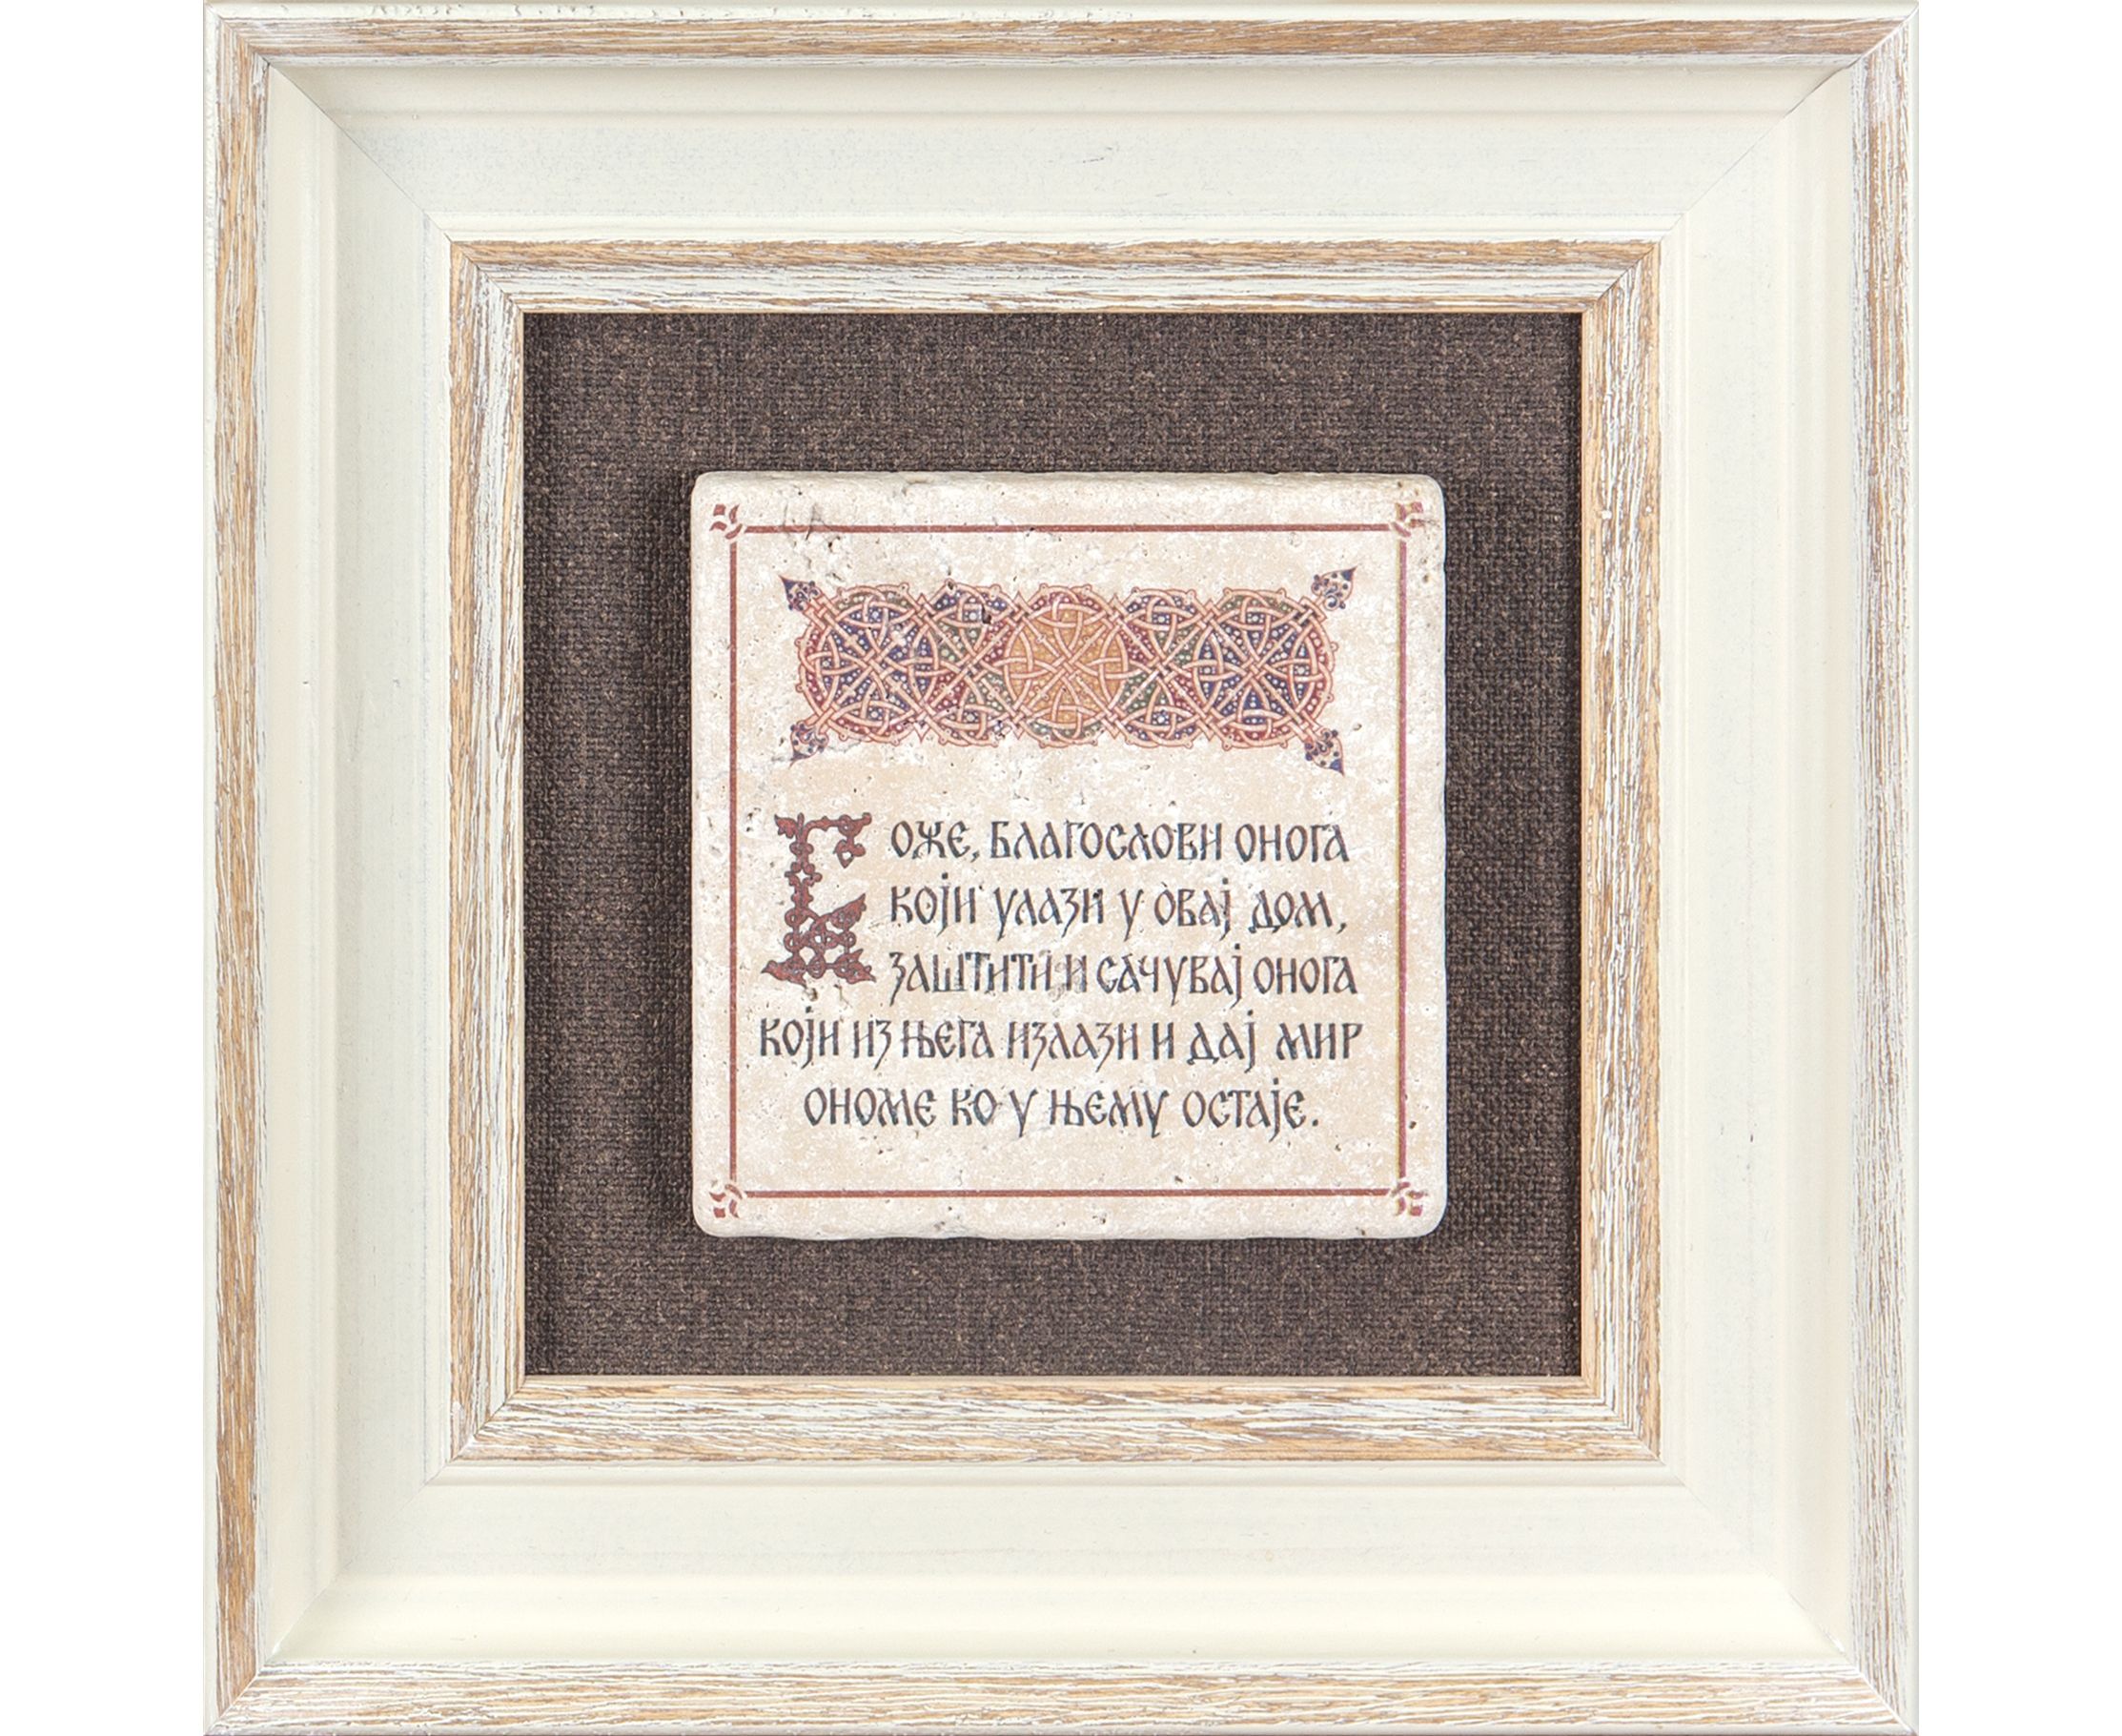 Боже, благослови онога
који улази у овај дом,
заштити и сачувај онога
који из њега излази и дај мир
ономе ко у њему остаје.